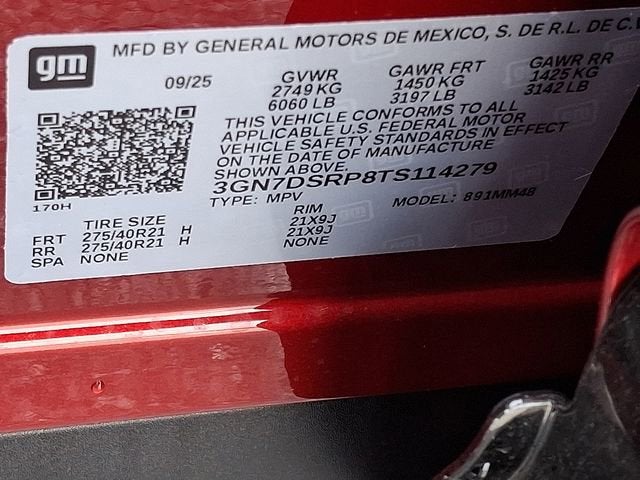 gm
MFD BY GENERAL MOTORS DE MEXICO, S. DE R.L. DE C.V
09/25
GVWR GAWR FRT GAWR RR
2749 KG 1450 KG 1425 KG
6060 LB 3197 LB 3142 LB
THIS VEHICLE CONFORMS TO ALL
APPLICABLE U.S. FEDERAL MOTOR
VEHICLE SAFETY STANDARDS IN EFFECT
ON THE DATE OF MANUFACTURE
SHOWN ABOVE.
3GN7DSRP8TS114279
TYPE: MPV MODEL: 891MM48
170H
TIRE SIZE RIM
FRT 275/40R21 H 21X9J
RR 275/40R21 H 21X9J
SPA NONE NONE